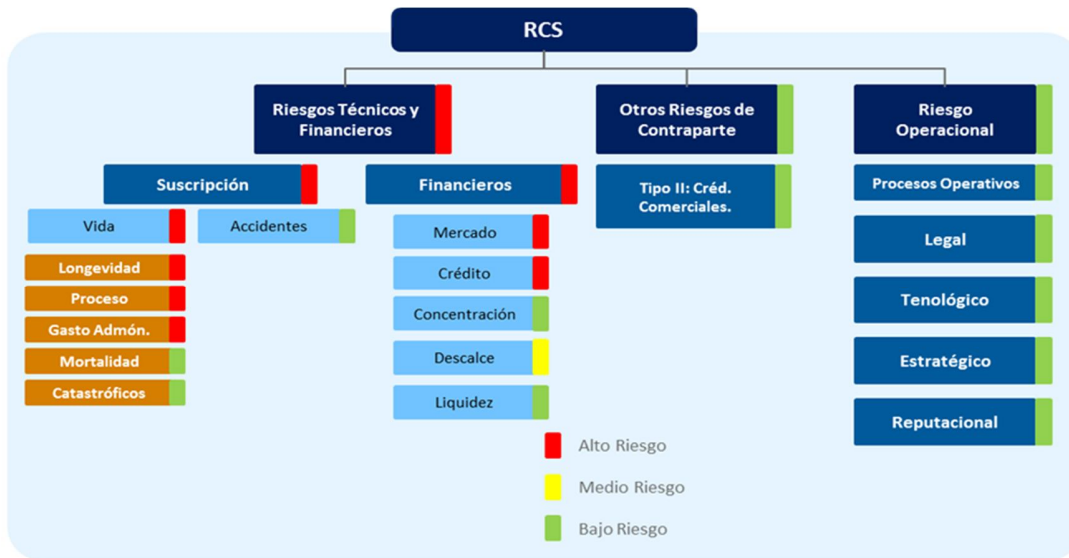 RCS
Riesgos Técnicos y
Financieros
Otros Riesgos de
Contraparte
Riesgo
Operacional
Suscripción
Financieros
Tipo II: Créd.
Comerciales.
Procesos Operativos
Vida
Accidentes
Mercado
Legal
Longevidad
Crédito
Proceso
Tenológico
Gasto Admón.
Concentración
Mortalidad
Descalce
Estratégico
Catastróficos
Liquidez
Reputacional
Alto Riesgo
Medio Riesgo
Bajo Riesgo